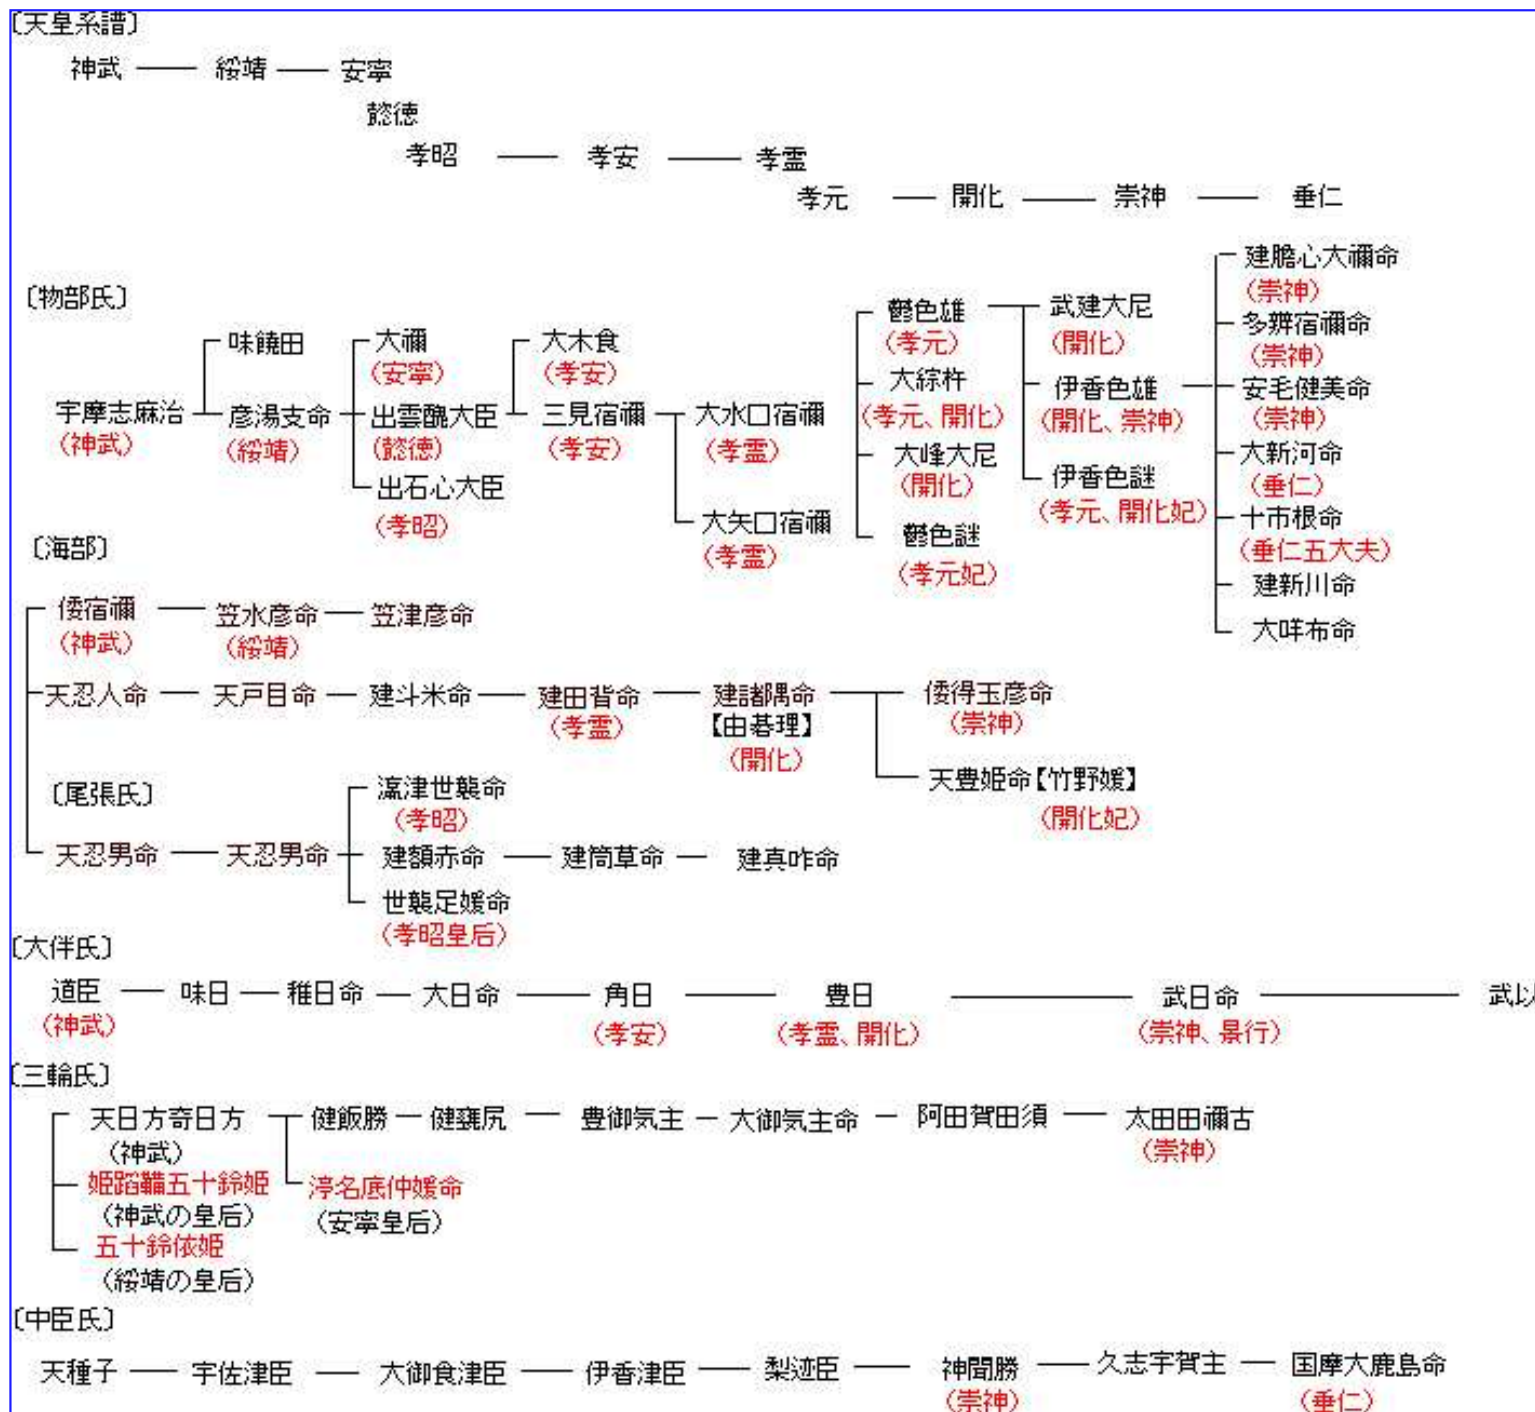 〔天皇系譜〕
神武 綏靖 安寧
懿徳
孝昭 孝安 孝霊
孝元 開化 崇神 垂仁
〔物部氏〕
宇摩志麻治
(神武)
味饒田
彦湯支命
(綏靖)
大禰
(安寧)
出雲醜大臣
(懿徳)
出石心大臣
(孝昭)
大木食
(孝安)
三見宿禰
(孝安)
大水口宿禰
(孝霊)
大矢口宿禰
(孝霊)
鬱色雄
(孝元)
大綜杵
(孝元、開化)
大峰大尼
(開化)
鬱色謎
(孝元妃)
武建大尼
(開化)
伊香色雄
(開化、崇神)
伊香色謎
(孝元、開化妃)
建膽心大禰命
(崇神)
多辨宿禰命
(崇神)
安毛健美命
(崇神)
大新河命
(垂仁)
十市根命
(垂仁五大夫)
建新川命
大咩布命
〔海部〕
倭宿禰 笠水彦命 笠津彦命
(神武) (綏靖)
天忍人命 天戸目命 建斗米命 建田背命 建諸隅命 倭得玉彦命
(孝霊) 【由碁理】 (崇神)
(開化)
天豊姫命【竹野媛】
(開化妃)
〔尾張氏〕
瀛津世襲命
(孝昭)
天忍男命 天忍男命 建額赤命 建筒草命 建真咋命
世襲足媛命
(孝昭皇后)
〔大伴氏〕
道臣 味日 稚日命 大日命 角日 豊日 武日命 武以
(神武) (孝安) (孝霊、開化) (崇神、景行)
〔三輪氏〕
天日方奇日方 健飯勝 健甕尻 豊御気主 大御気主命 阿田賀田須 太田田禰古
(神武) (崇神)
姫蹈鞴五十鈴姫 渟名底仲媛命
(神武の皇后) (安寧皇后)
五十鈴依姫
(綏靖の皇后)
〔中臣氏〕
天種子 宇佐津臣 大御食津臣 伊香津臣 梨迹臣 神聞勝 久志宇賀主 国摩大鹿島命
(崇神) (垂仁)